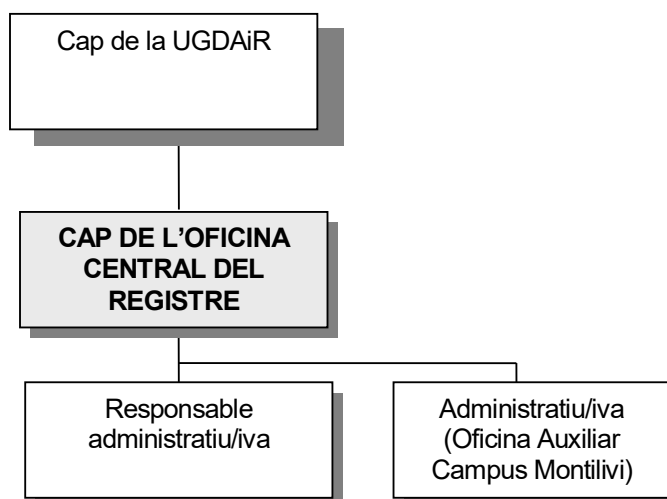 Cap de la UGDAiR
CAP DE L’OFICINA
CENTRAL DEL
REGISTRE
Responsable
administratiu/iva
Administratiu/iva
(Oficina Auxiliar
Campus Montilivi)